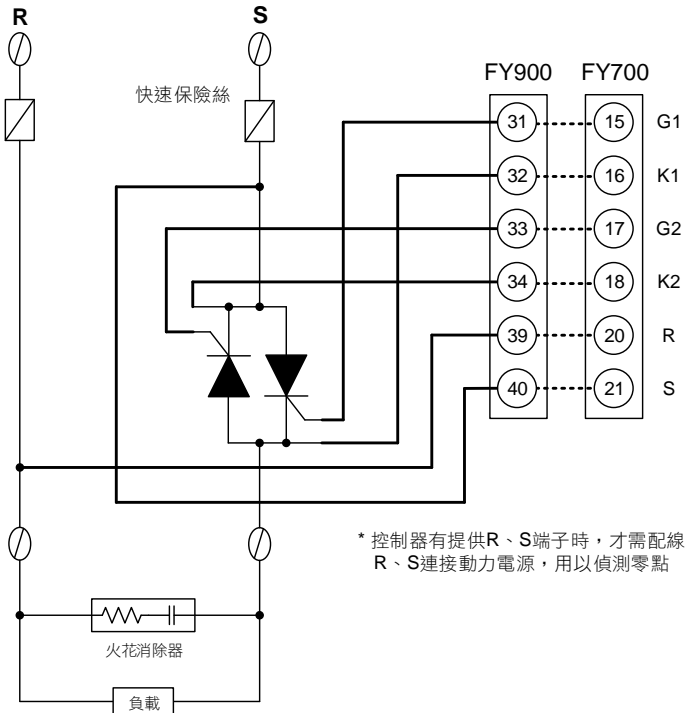 R
S
快速保險絲
FY900 FY700
31 15 G1
32 16 K1
33 17 G2
34 18 K2
39 20 R
40 21 S
* 控制器有提供R、S端子時，才需配線
R、S連接動力電源，用以偵測零點
火花消除器
負載